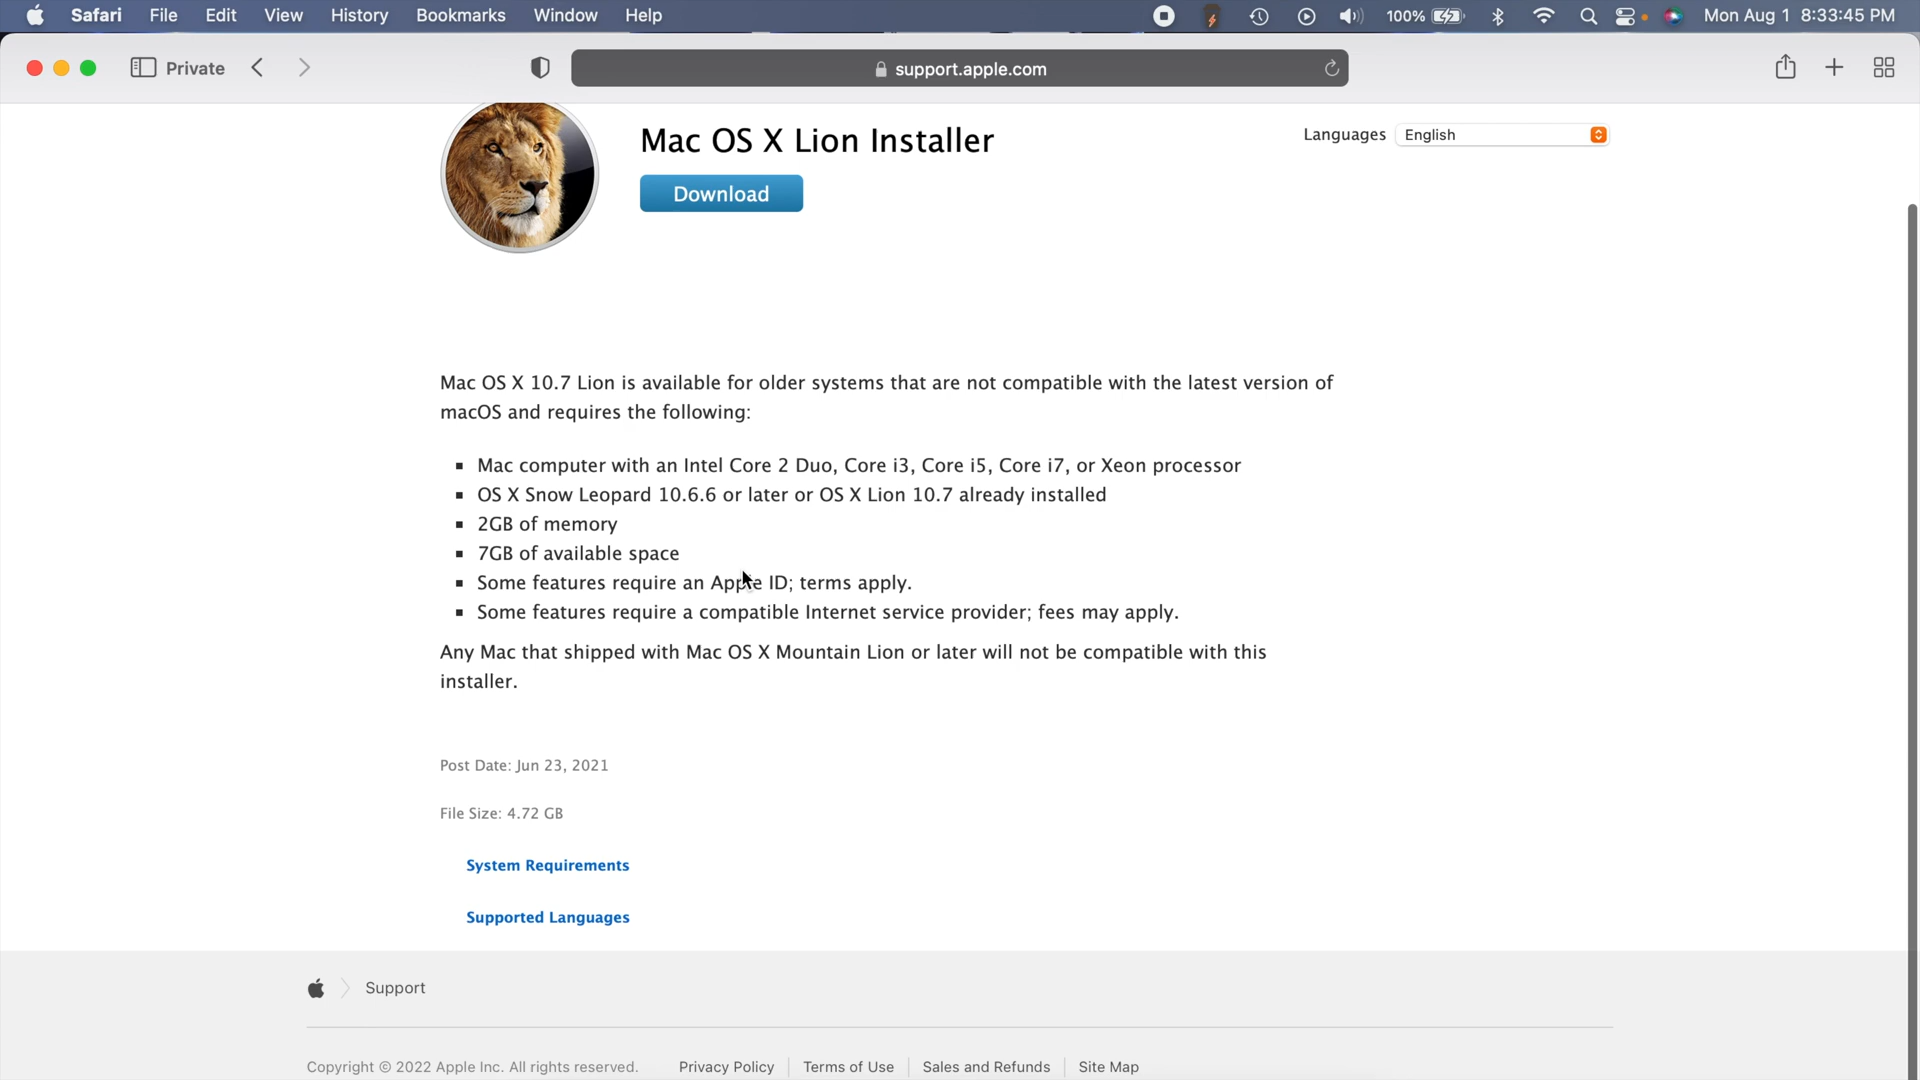 Safari File Edit View History Bookmarks Window Help 100% Mon Aug 1 8:33:45 PM
Private support.apple.com
Mac OS X Lion Installer
Languages English
Download
Mac OS X 10.7 Lion is available for older systems that are not compatible with the latest version of
macOS and requires the following:
▪ Mac computer with an Intel Core 2 Duo, Core i3, Core i5, Core i7, or Xeon processor
▪ OS X Snow Leopard 10.6.6 or later or OS X Lion 10.7 already installed
▪ 2GB of memory
▪ 7GB of available space
▪ Some features require an Apple ID; terms apply.
▪ Some features require a compatible Internet service provider; fees may apply.
Any Mac that shipped with Mac OS X Mountain Lion or later will not be compatible with this
installer.
Post Date: Jun 23, 2021
File Size: 4.72 GB
System Requirements
Supported Languages
Support
Copyright © 2022 Apple Inc. All rights reserved. Privacy Policy Terms of Use Sales and Refunds Site Map